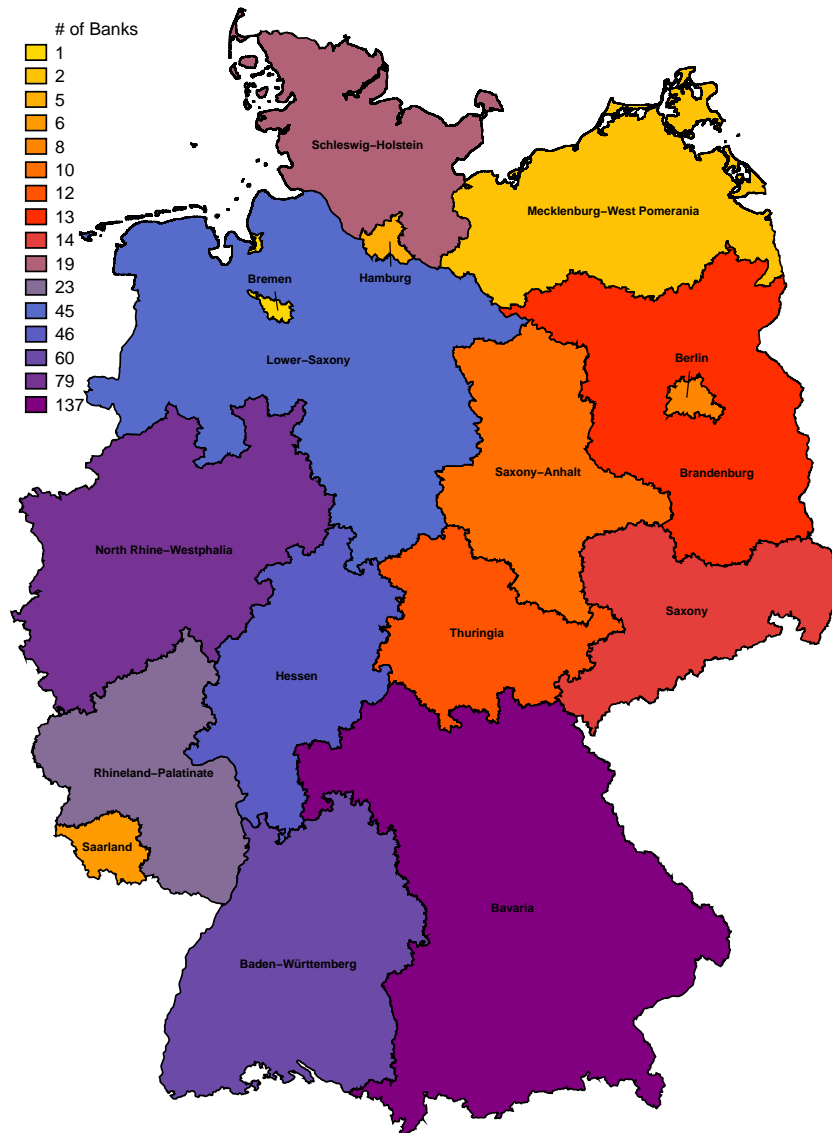 # of Banks
1
2
5
6
8
10
12
13
14
19
23
45
46
60
79
137
Schleswig−Holstein
Mecklenburg−West Pomerania
Bremen
Hamburg
Lower−Saxony
Berlin
Saxony−Anhalt
Brandenburg
North Rhine−Westphalia
Saxony
Thuringia
Hessen
Rhineland−Palatinate
Saarland
Bavaria
Baden−Württemberg